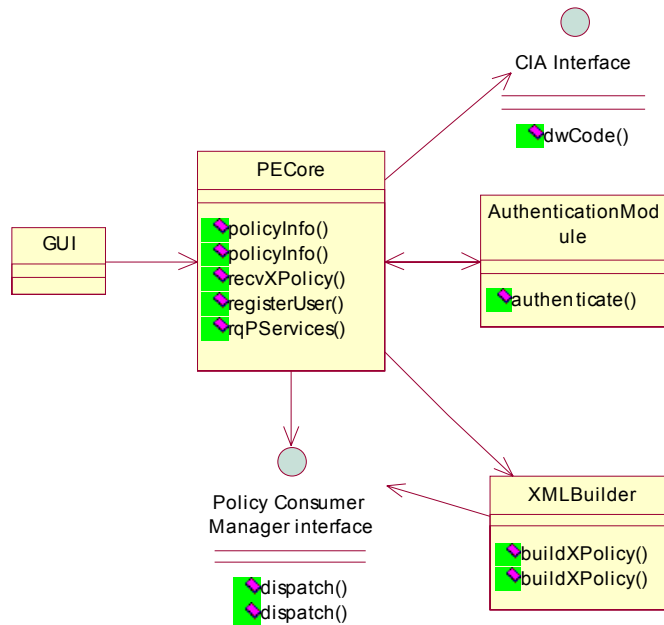 CIA Interface
dwCode()
PECore
policyInfo()
policyInfo()
recvXPolicy()
registerUser()
rqPServices()
GUI
AuthenticationMod
ule
authenticate()
Policy Consumer
Manager interface
dispatch()
dispatch()
XMLBuilder
buildXPolicy()
buildXPolicy()